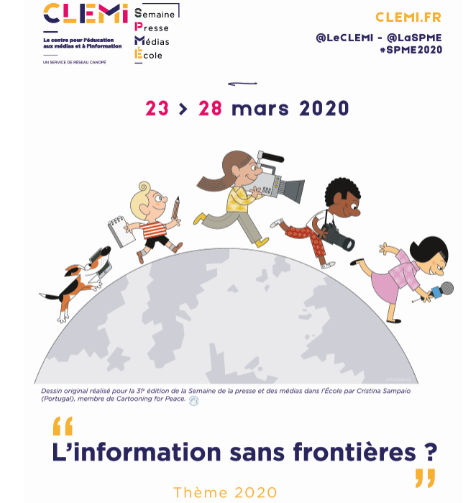 CLEMI
Semaine
Presse
Médias
École
Le centre pour l'éducation
aux médias et à l'information
UN SERVICE DE RÉSEAU CANOPÉ
CLEMI.FR
@LeCLEMI - @LaSPME
#SPME2020
23 > 28 mars 2020
Dessin original réalisé pour la 31e édition de la Semaine de la presse et des médias dans l'École par Cristina Sampaio
(Portugal), membre de Cartooning for Peace.
“
L'information sans frontières ?
”
Thème 2020